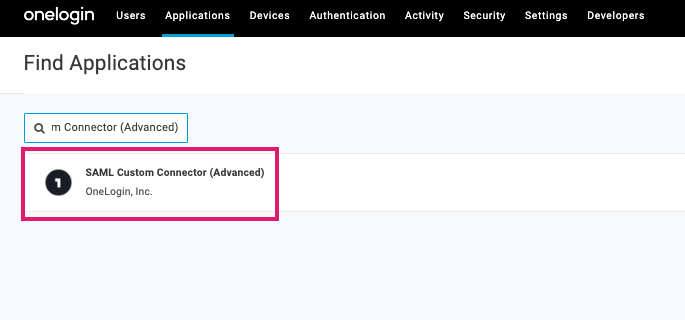 onelogin Users Applications Devices Authentication Activity Security Settings Developers
Find Applications
m Connector (Advanced)
1 SAML Custom Connector (Advanced)
OneLogin, Inc.